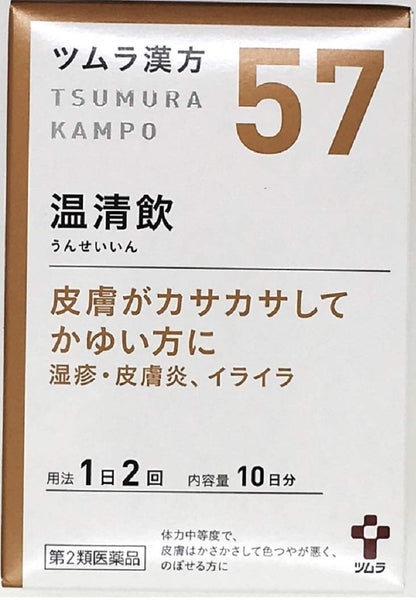 ツムラ漢方
TSUMURA
KAMPO
57
温清飲
うんせいいん
皮膚がカサカサして
かゆい方に
湿疹・皮膚炎、イライラ
用法 1日2回 内容量 10日分
第2類医薬品
体力中等度で、
皮膚はかさかさして色つやが悪く、
のぼせる方に
ツムラ